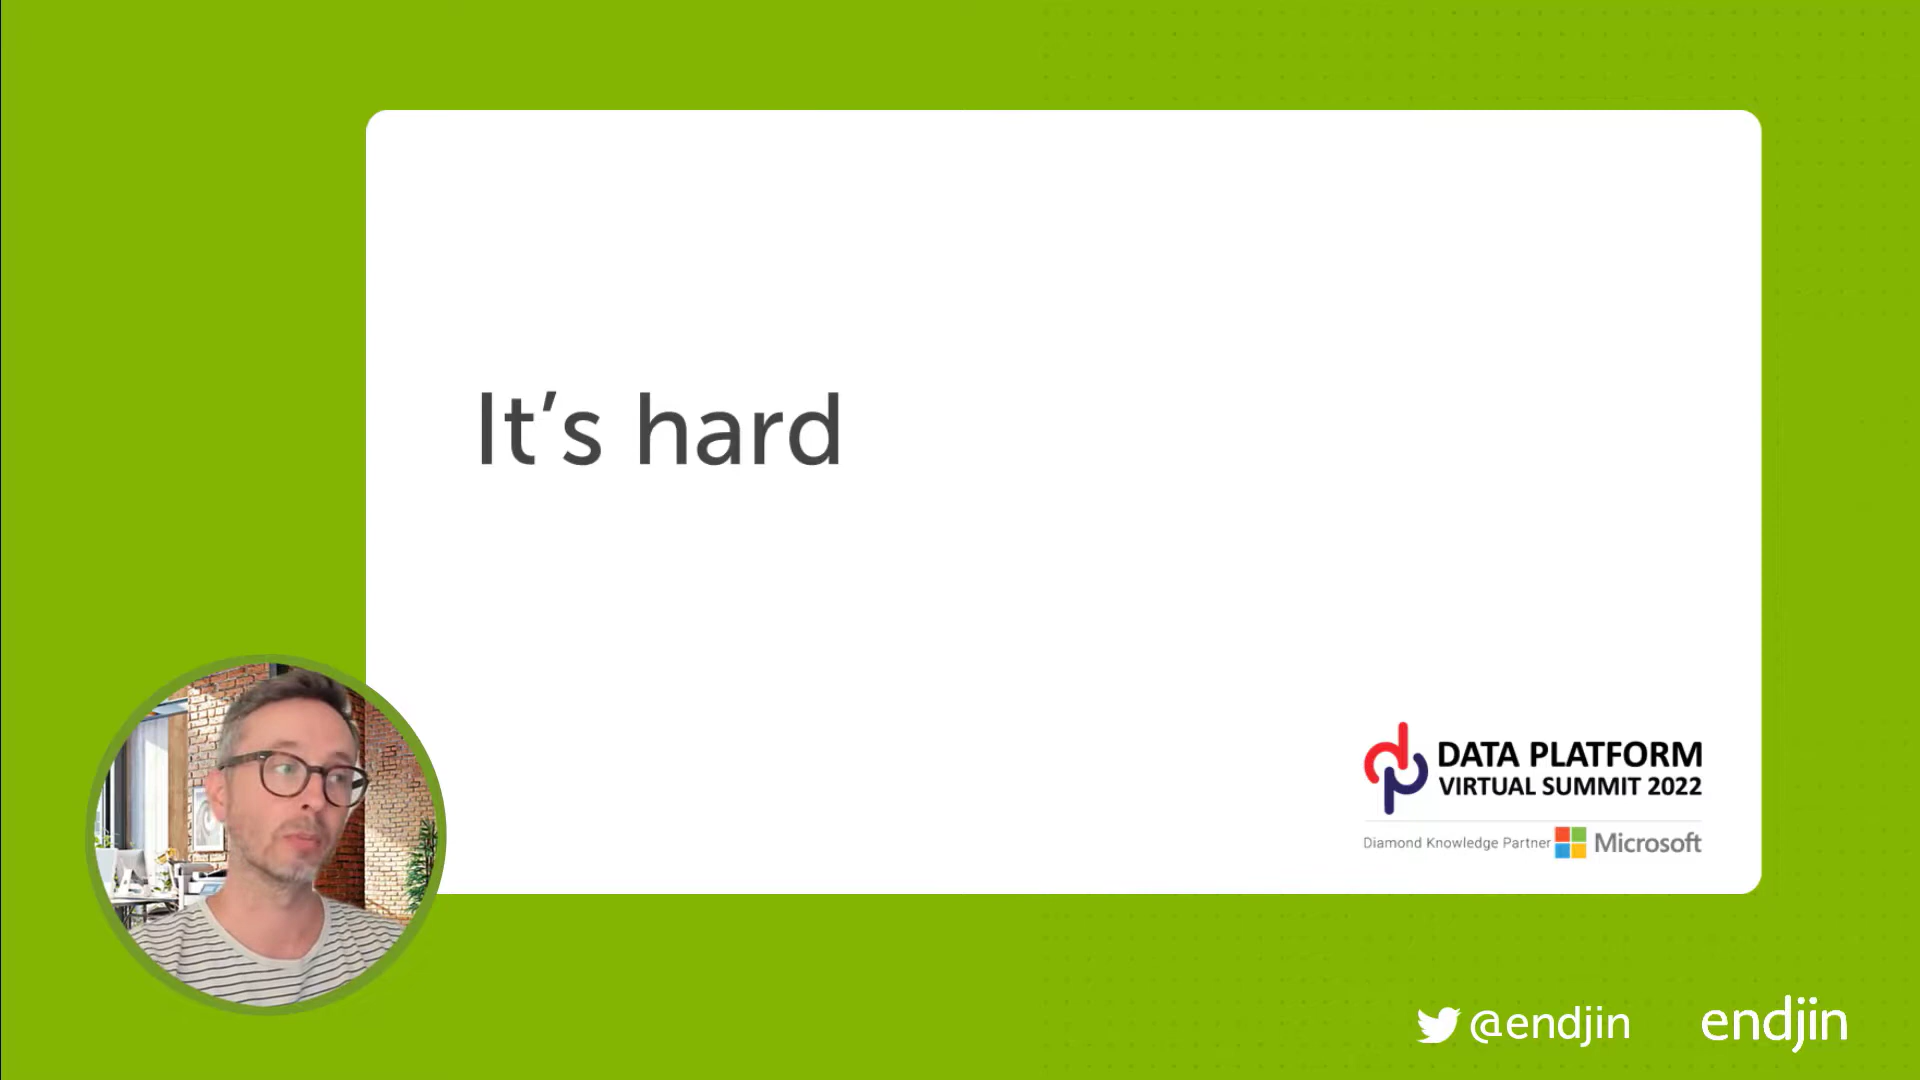 It’s hard
DATA PLATFORM
VIRTUAL SUMMIT 2022
Diamond Knowledge Partner Microsoft
@endjin endjin